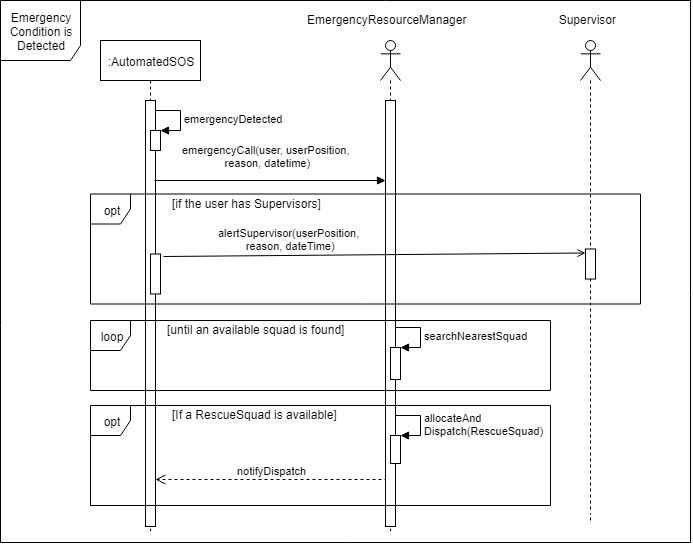 Emergency
Condition is
Detected
EmergencyResourceManager
Supervisor
:AutomatedSOS
emergencyDetected
emergencyCall(user, userPosition,
reason, datetime)
opt
[if the user has Supervisors]
alertSupervisor(userPosition,
reason, dateTime)
loop
[until an available squad is found]
searchNearestSquad
opt
[If a RescueSquad is available]
allocateAnd
Dispatch(RescueSquad)
notifyDispatch